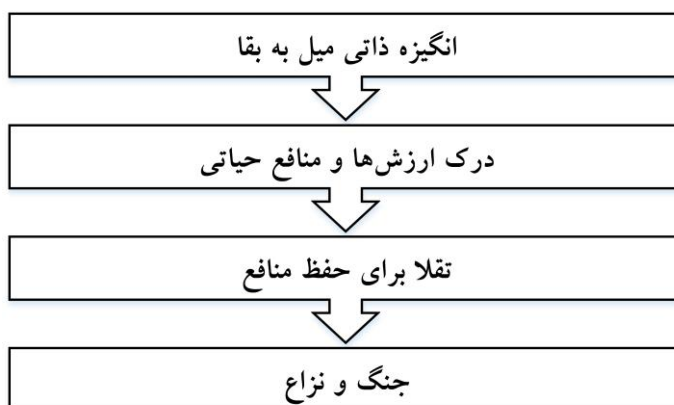 انگیزه ذاتی میل به بقا
درک ارزش‌ها و منافع حیاتی
تقلا برای حفظ منافع
جنگ و نزاع